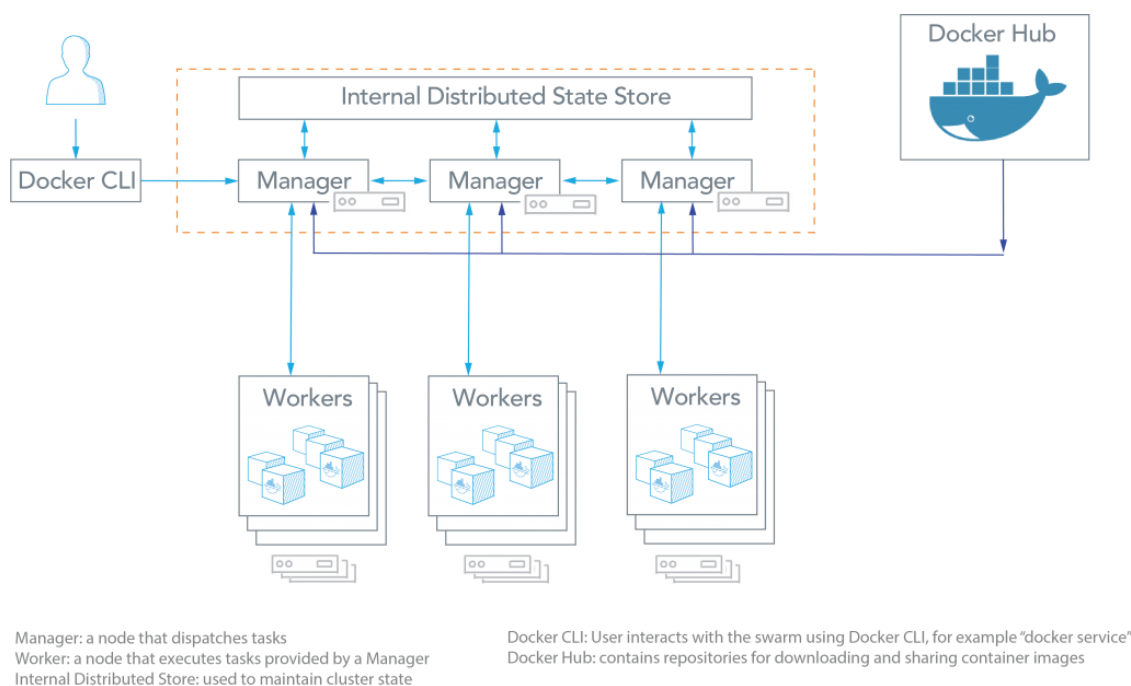 Docker Hub
Internal Distributed State Store
Docker CLI
Manager
Manager
Manager
Workers
Workers
Workers
Manager: a node that dispatches tasks
Worker: a node that executes tasks provided by a Manager
Internal Distributed Store: used to maintain cluster state
Docker CLI: User interacts with the swarm using Docker CLI, for example “docker service”
Docker Hub: contains repositories for downloading and sharing container images